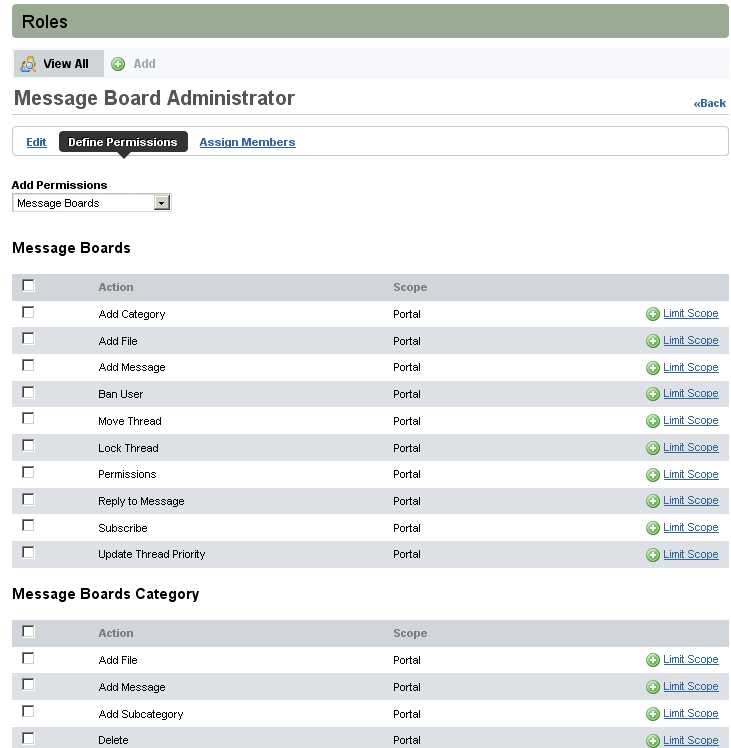 Roles
View All Add
Message Board Administrator
«Back
Edit Define Permissions Assign Members
Add Permissions
Message Boards
Message Boards
Action Scope
Add Category Portal Limit Scope
Add File Portal Limit Scope
Add Message Portal Limit Scope
Ban User Portal Limit Scope
Move Thread Portal Limit Scope
Lock Thread Portal Limit Scope
Permissions Portal Limit Scope
Reply to Message Portal Limit Scope
Subscribe Portal Limit Scope
Update Thread Priority Portal Limit Scope
Message Boards Category
Action Scope
Add File Portal Limit Scope
Add Message Portal Limit Scope
Add Subcategory Portal Limit Scope
Delete Portal Limit Scope